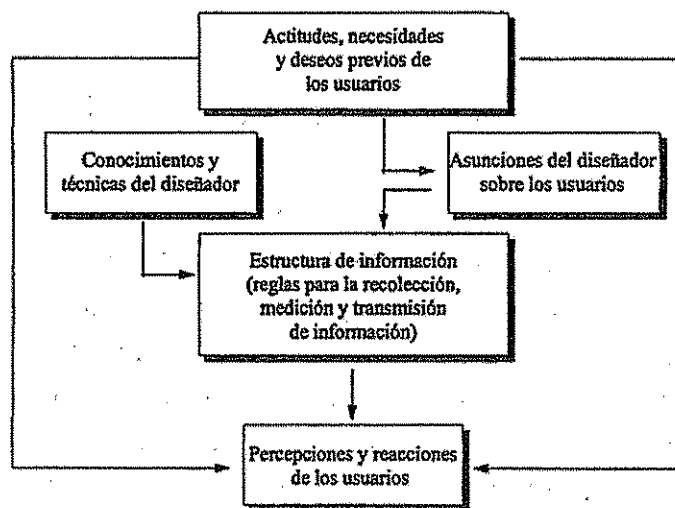 Actitudes, necesidades
y deseos previos de
los usuarios
Conocimientos y
técnicas del diseñador
Asunciones del diseñador
sobre los usuarios
Estructura de información
(reglas para la recolección,
medición y transmisión
de información)
Percepciones y reacciones
de los usuarios